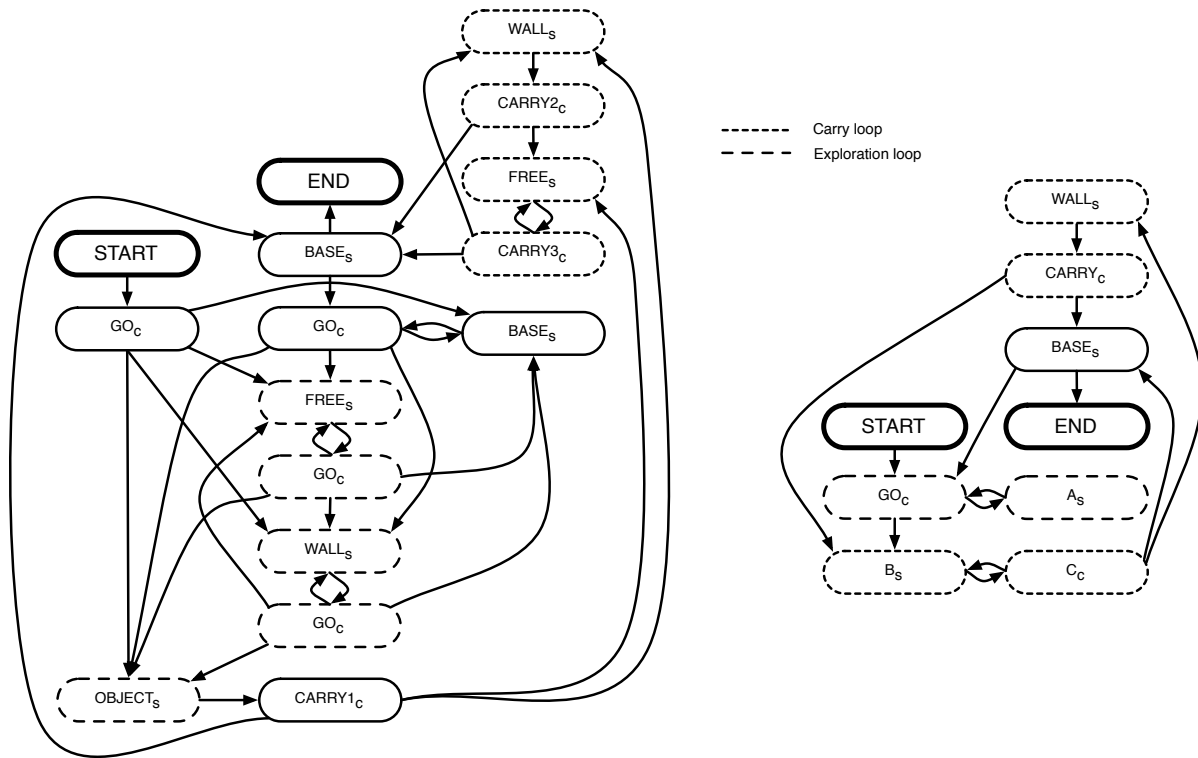 WALLs
CARRY2c
Carry loop
Exploration loop
FREEs
END
WALLs
START
BASEs
CARRY3c
CARRYc
GOc
GOc
BASEs
BASEs
FREEs
START
END
GOc
GOc
As
WALLs
Bs
Cc
GOc
OBJECTs
CARRY1c